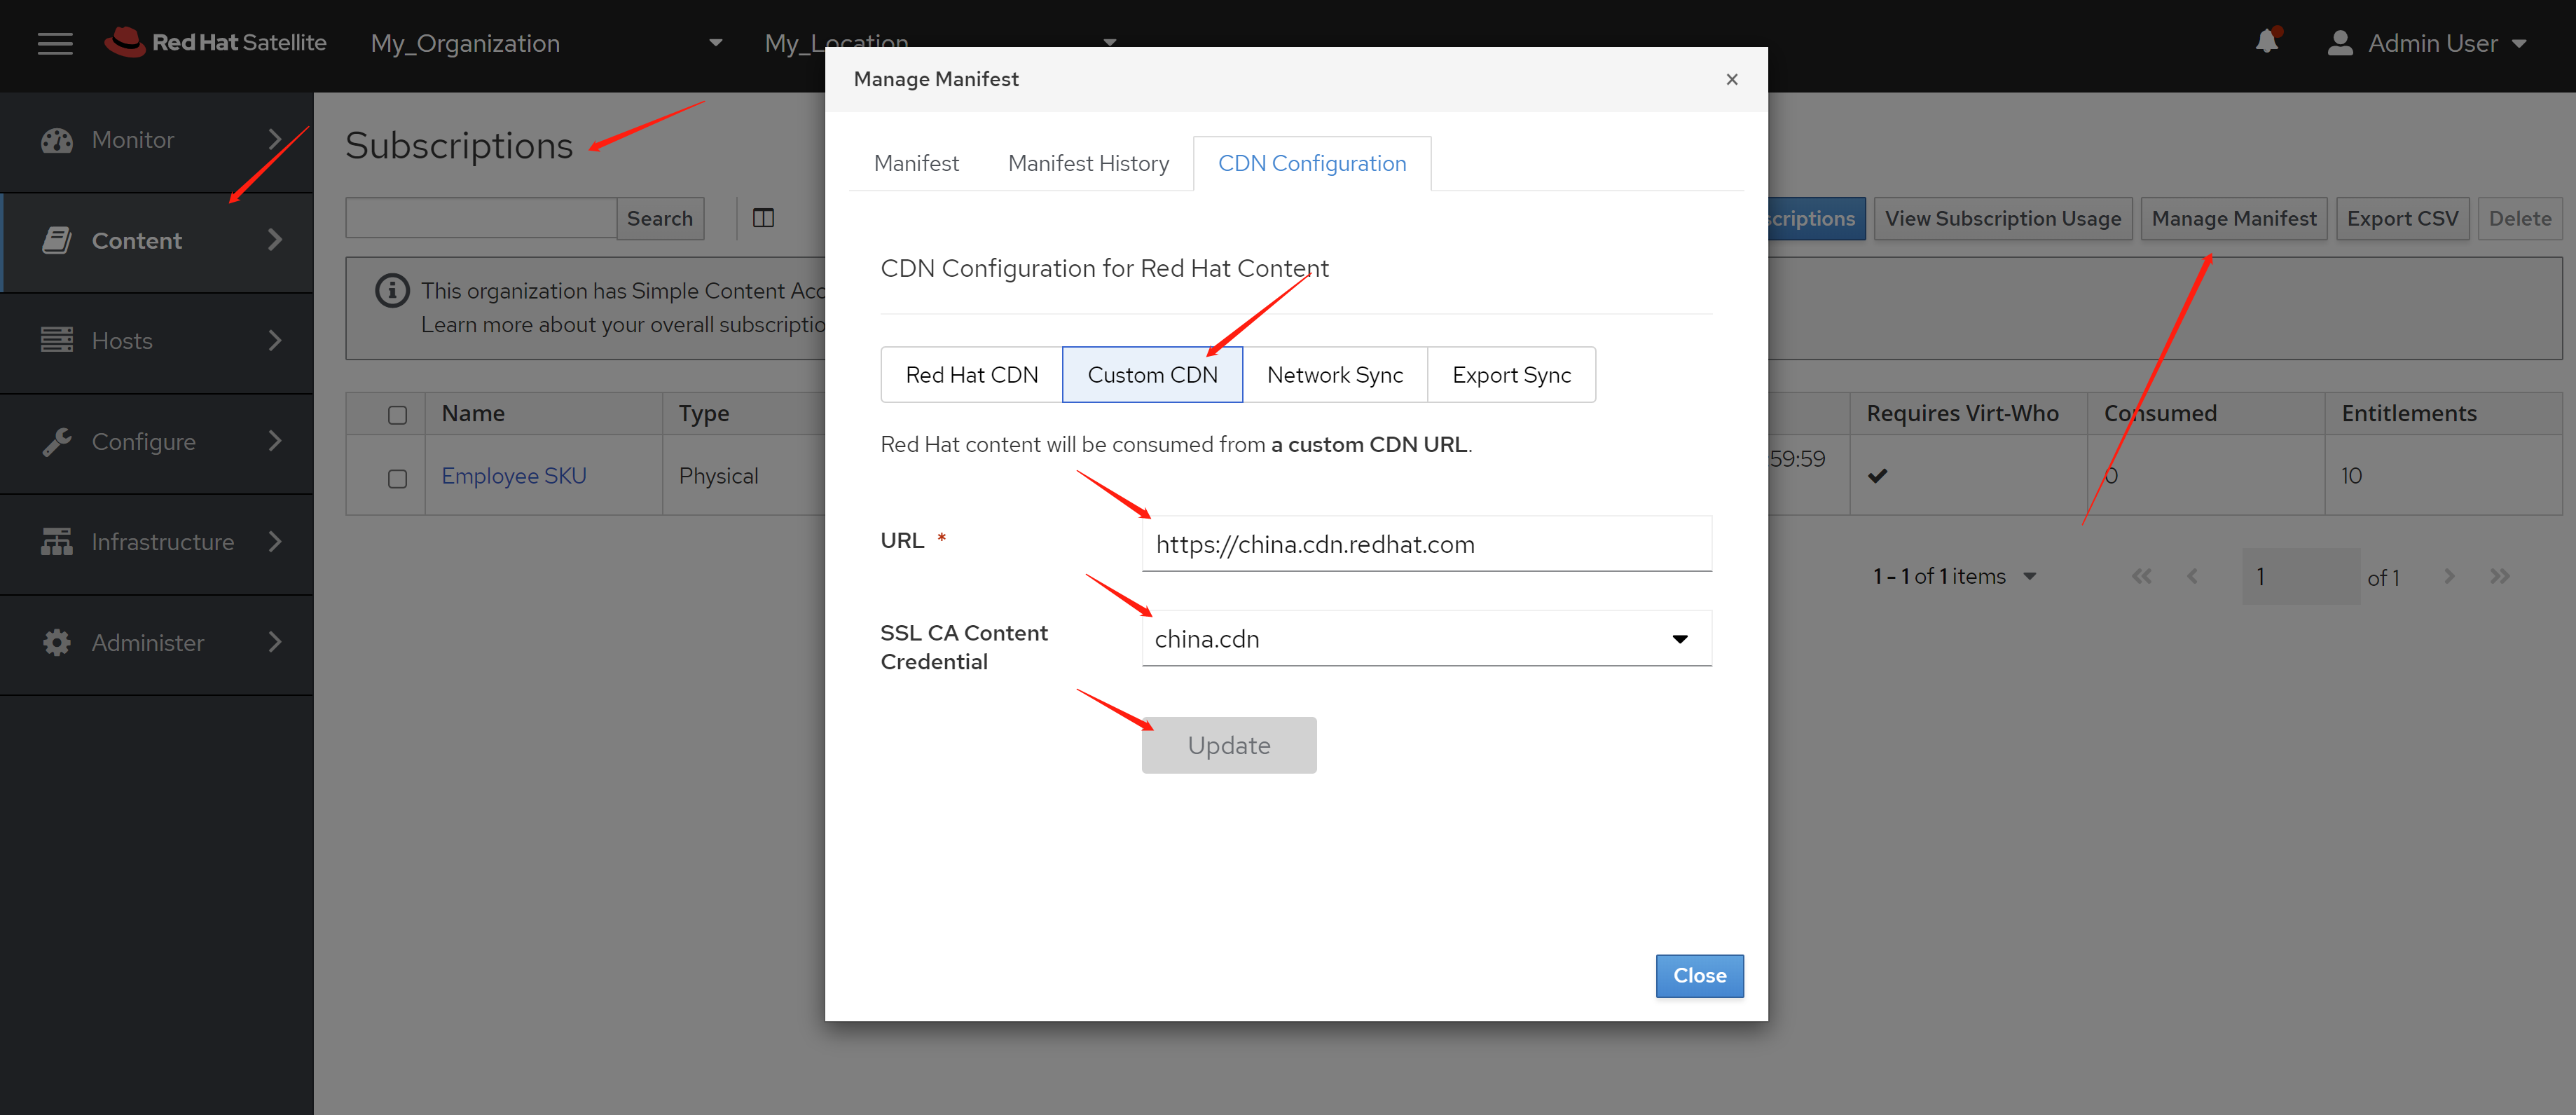 Red Hat Satellite
My_Organization
My_Location
Admin User
Monitor
Content
Hosts
Configure
Infrastructure
Administer
Subscriptions
Search
scriptions
View Subscription Usage
Manage Manifest
Export CSV
Delete
This organization has Simple Content Acc
Learn more about your overall subscriptio
Name
Type
Requires Virt-Who
Consumed
Entitlements
Employee SKU
Physical
59:59
0
10
1 - 1 of 1 items
1
of 1
Manage Manifest
×
Manifest
Manifest History
CDN Configuration
CDN Configuration for Red Hat Content
Red Hat CDN
Custom CDN
Network Sync
Export Sync
Red Hat content will be consumed from a custom CDN URL.
URL *
https://china.cdn.redhat.com
SSL CA Content
Credential
china.cdn
Update
Close